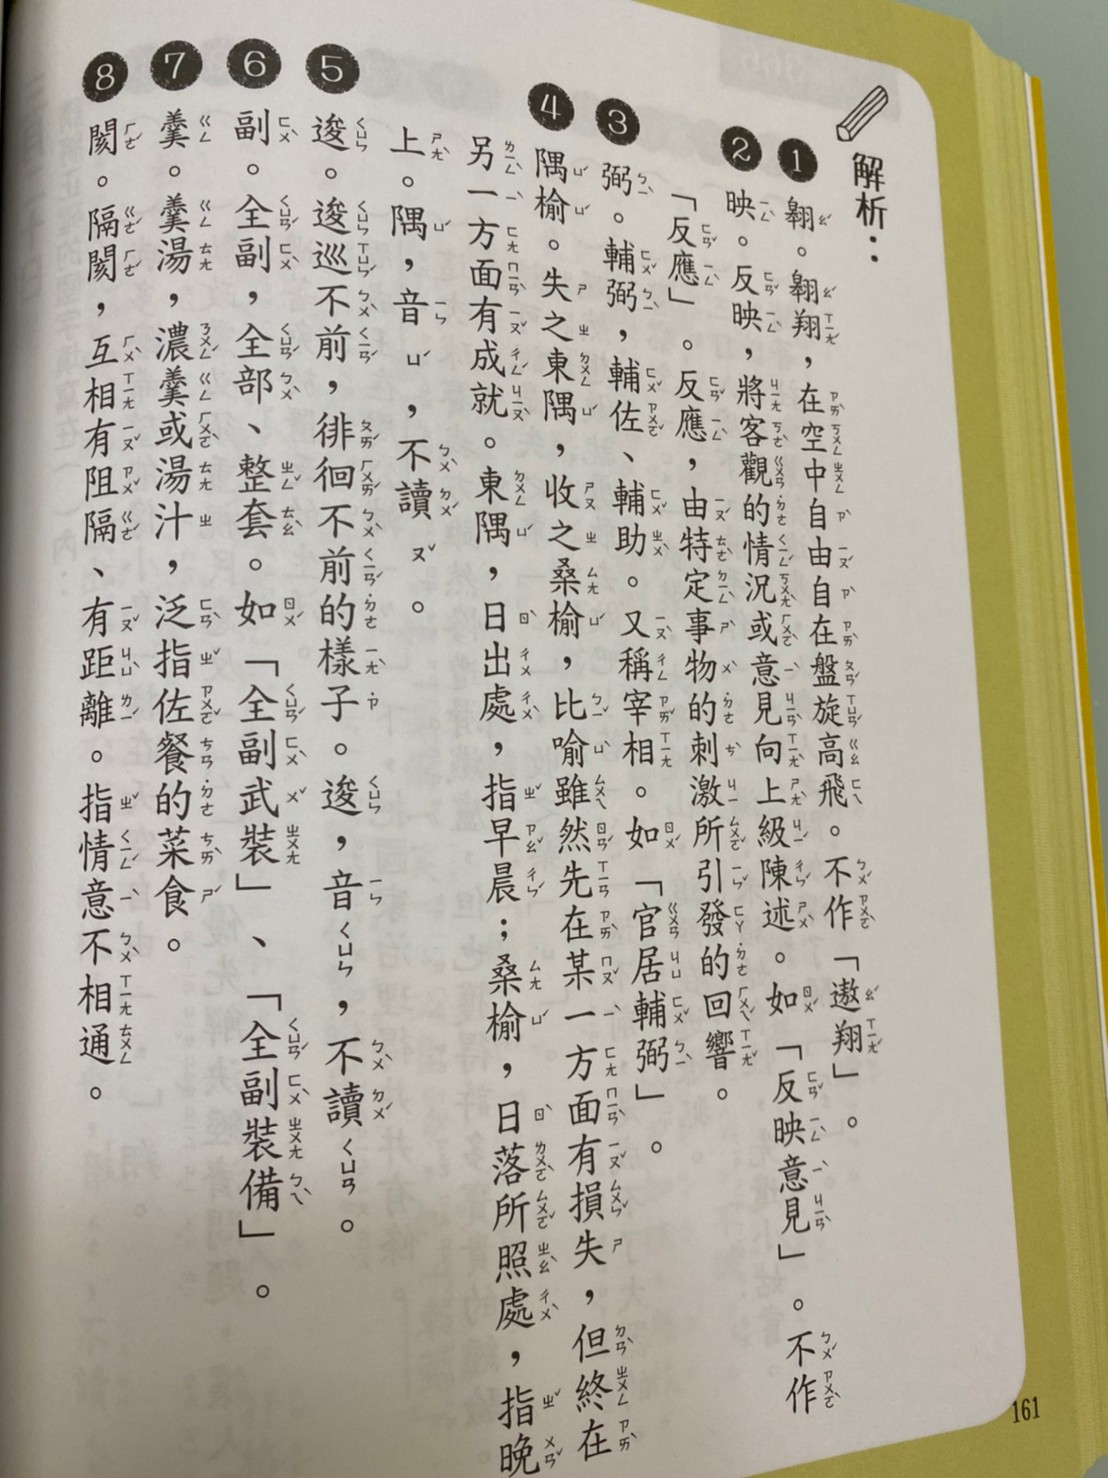 解析：
1 翱。翱翔，在空中自由自在盤旋高飛。不作「遨翔」。
2 映。反映，將客觀的情況或意見向上級陳述。如「反映意見」。不作
「反應」。反應，由特定事物的刺激所引發的回響。
3 弼。輔弼，輔佐、輔助。又稱宰相。如「官居輔弼」。
4 隅榆。失之東隅，收之桑榆，比喻雖然先在某一方面有損失，但終在
另一方面有成就。東隅，日出處，指早晨；桑榆，日落所照處，指晚
上。隅，音ㄩˊ，不讀ㄡˇ。
5 逡。逡巡不前，徘徊不前的樣子。逡，音ㄑㄩㄣ，不讀ㄑㄩㄢ。
6 副。全副，全部、整套。如「全副武裝」、「全副裝備」。
7 羹。羹湯，濃羹或湯汁，泛指佐餐的菜食。
8 閡。隔閡，互相有阻隔、有距離。指情意不相通。
161